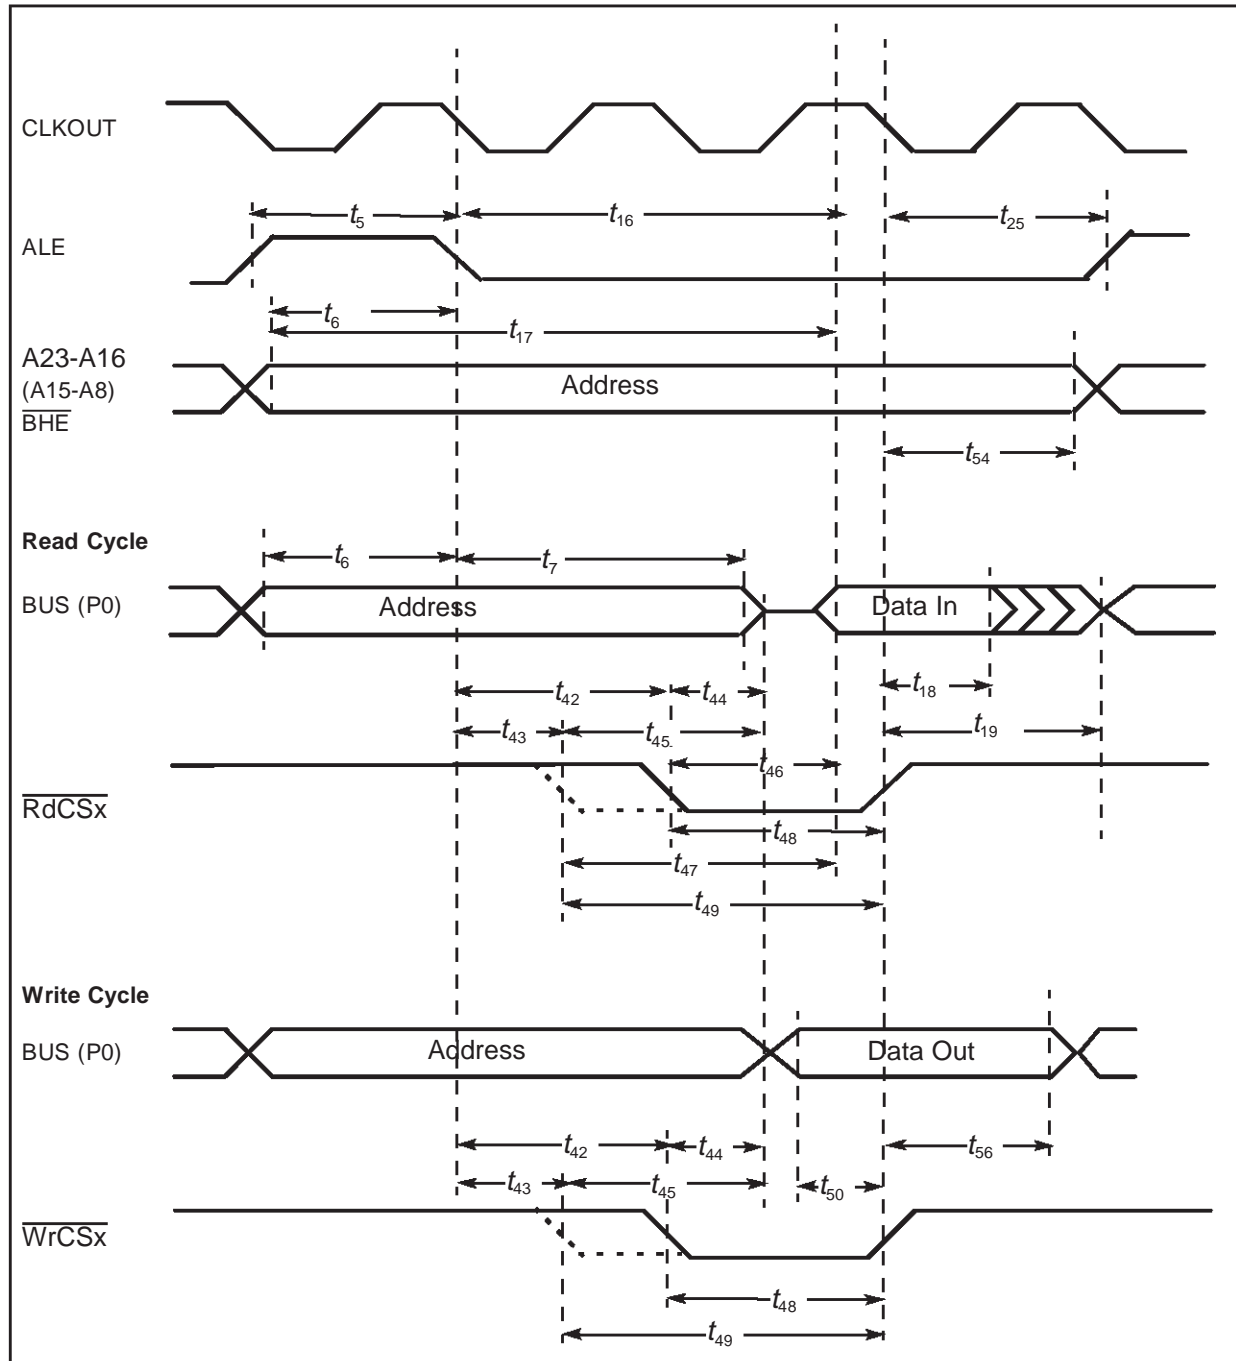 CLKOUT
t5 t16 t25
ALE
t6 t17
A23-A16
(A15-A8) Address
BHE
t54
Read Cycle
t6 t7
BUS (P0) Address Data In
t18
t42 t44
t43 t45 t19
t46
RdCSx
t48
t47
t49
Write Cycle
BUS (P0) Address Data Out
t42 t44 t56
t43 t45 t50
WrCSx
t48
t49